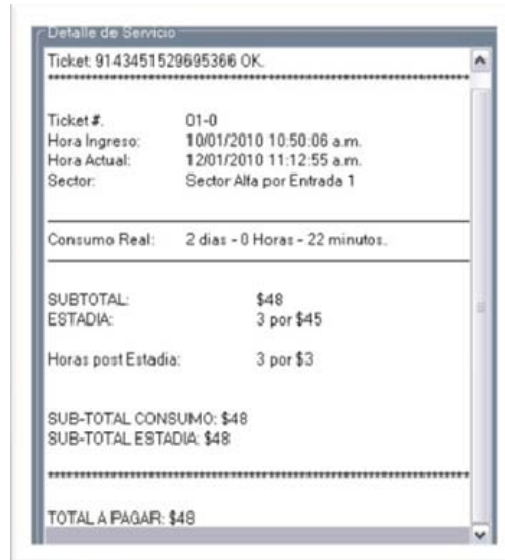 Detalle de Servicio
Ticket: 9143451529695366 OK.
********************************************************************************
Ticket #. 01-0
Hora Ingreso: 10/01/2010 10:50:06 a.m.
Hora Actual: 12/01/2010 11:12:55 a.m.
Sector: Sector Alfa por Entrada 1
Consumo Real: 2 dias - 0 Horas - 22 minutos.
SUBTOTAL: $48
ESTADIA: 3 por $45
Horas post Estadia: 3 por $3
SUB-TOTAL CONSUMO: $48
SUB-TOTAL ESTADIA: $48
********************************************************************************
TOTAL A PAGAR: $48